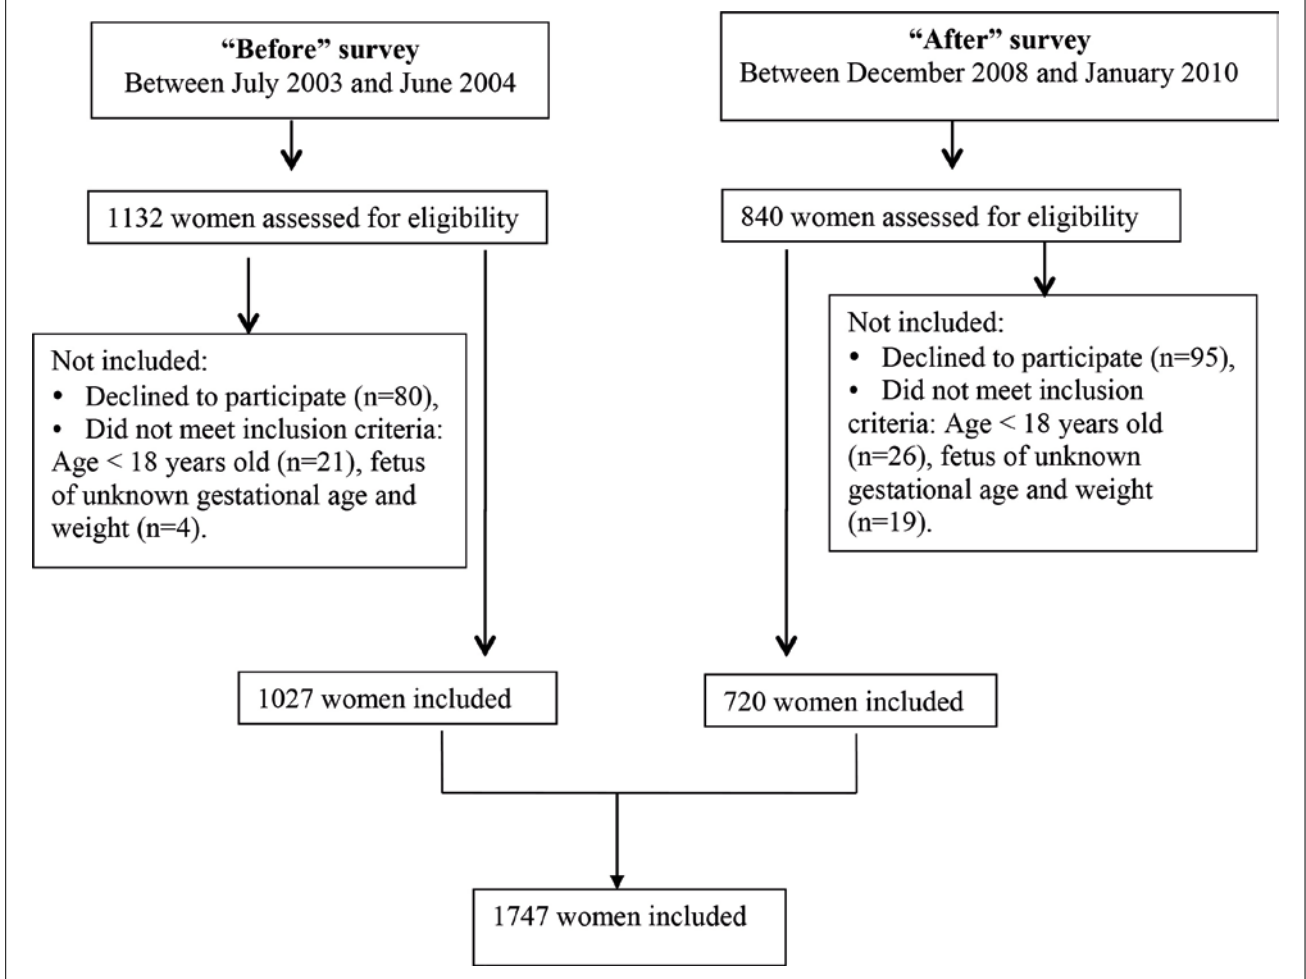 “Before” survey
Between July 2003 and June 2004
1132 women assessed for eligibility
Not included:
• Declined to participate (n=80),
• Did not meet inclusion criteria:
Age < 18 years old (n=21), fetus
of unknown gestational age and
weight (n=4).
1027 women included
“After” survey
Between December 2008 and January 2010
840 women assessed for eligibility
Not included:
• Declined to participate (n=95),
• Did not meet inclusion
criteria: Age < 18 years old
(n=26), fetus of unknown
gestational age and weight
(n=19).
720 women included
1747 women included